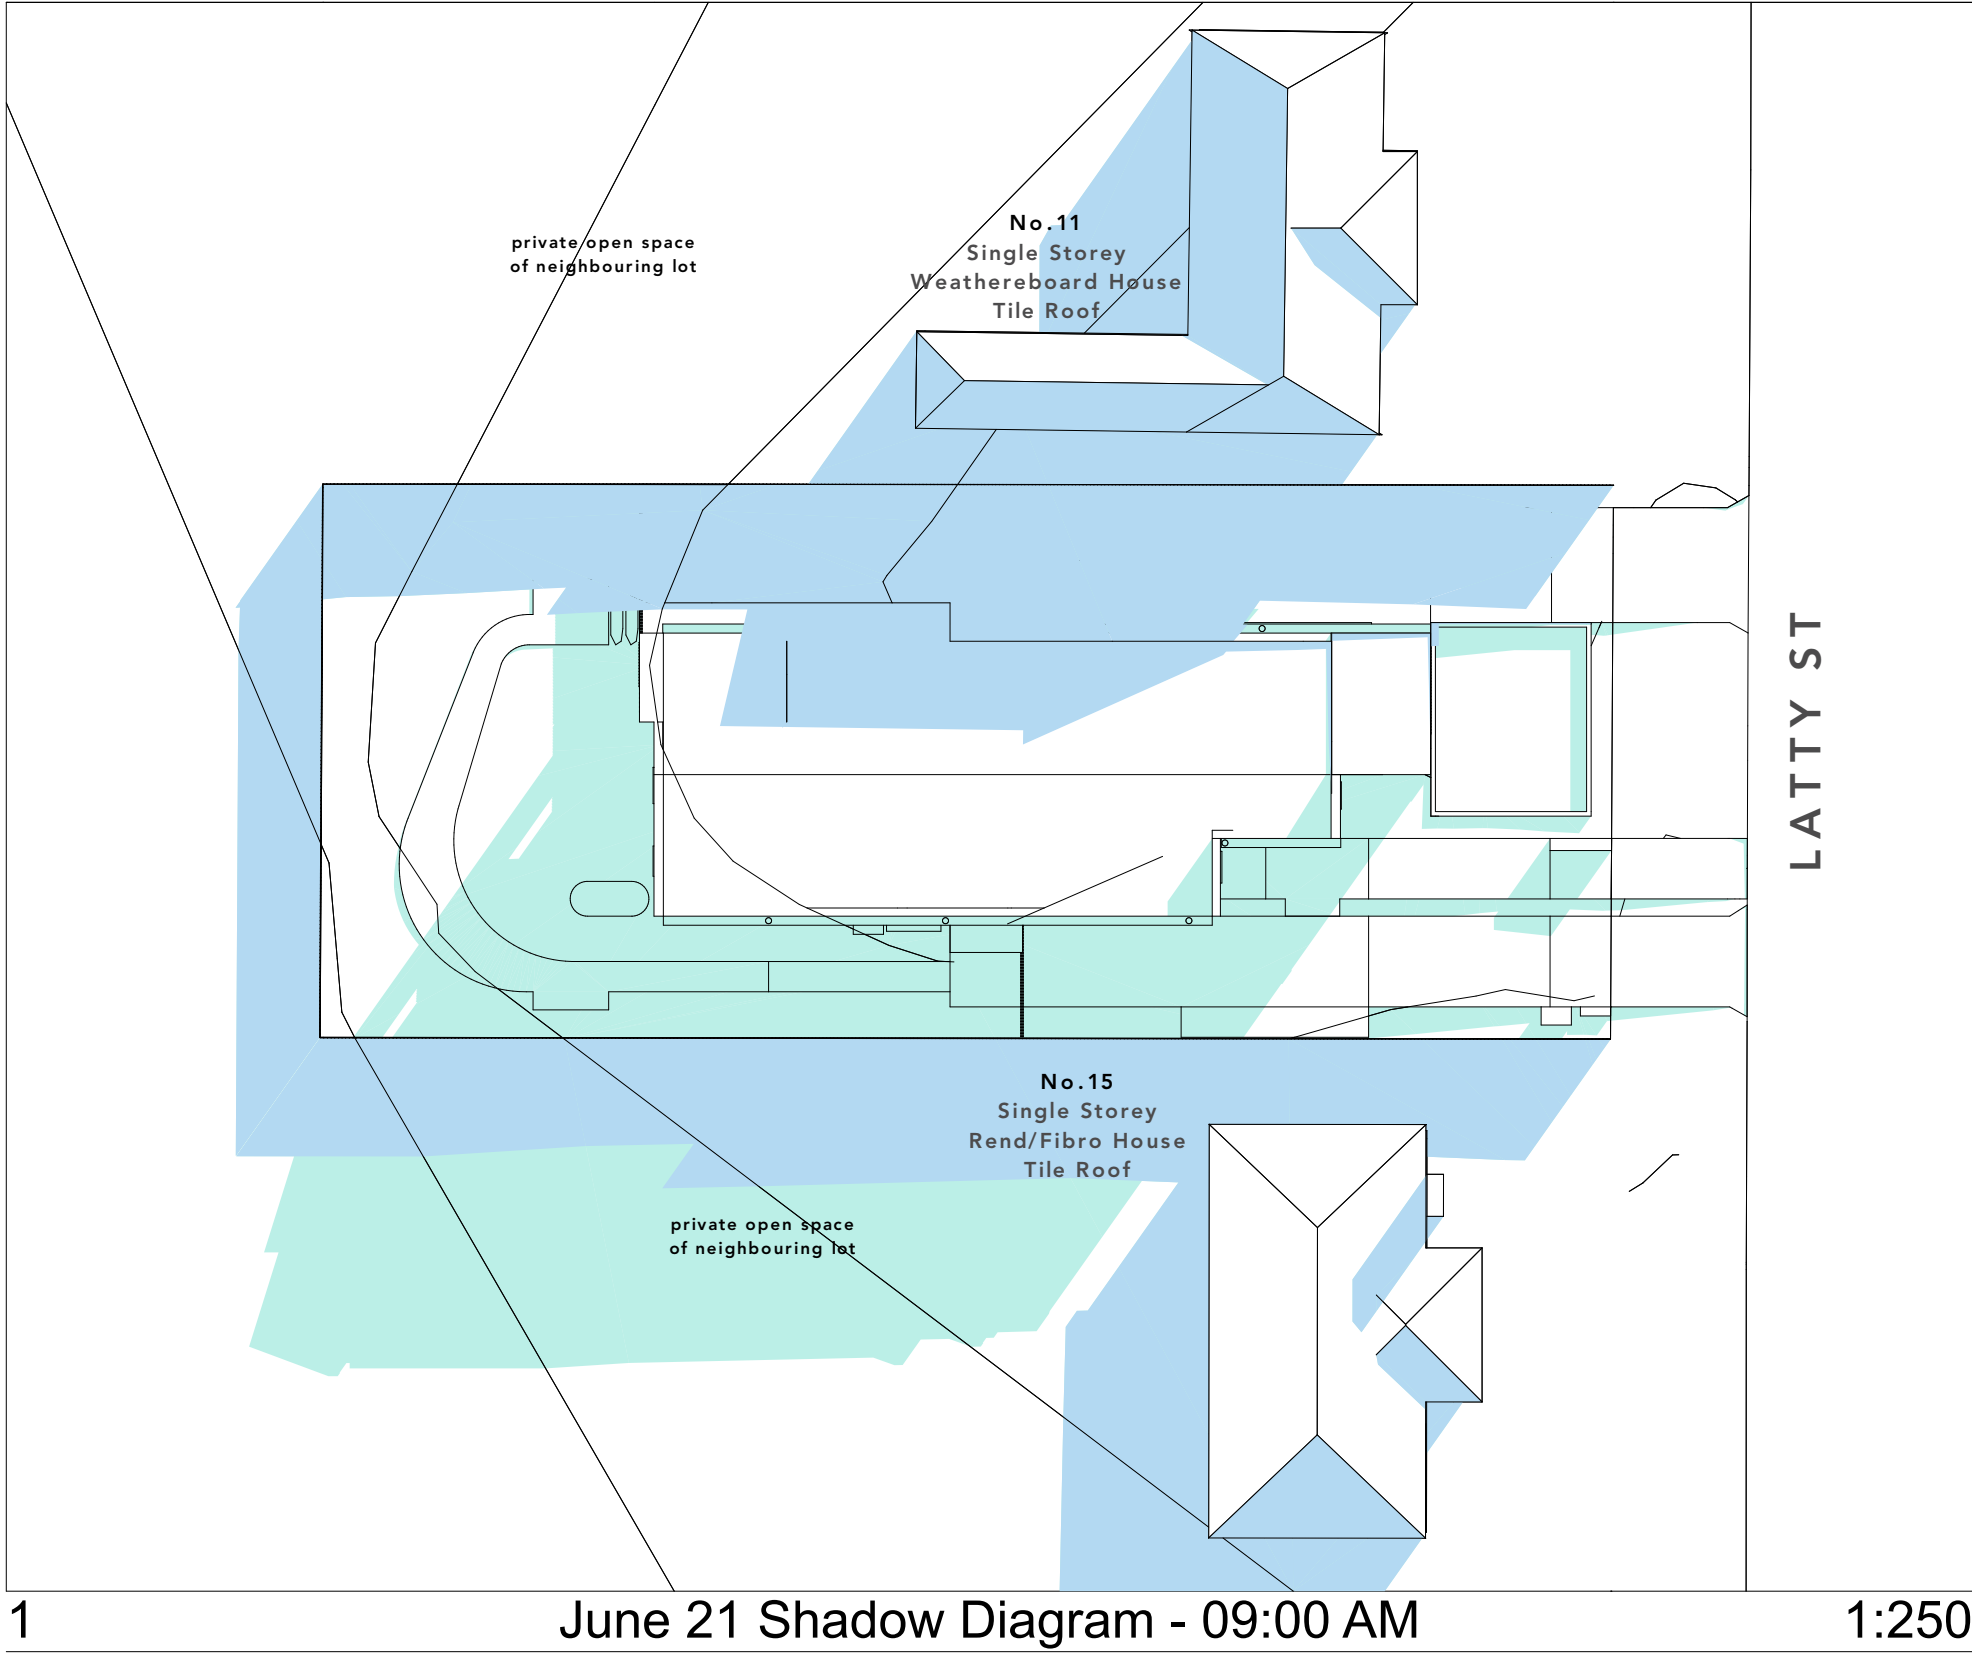 No.11
Single Storey
Weathereboard House
Tile Roof
private open space
of neighbouring lot
LATTY ST
No.15
Single Storey
Rend/Fibro House
Tile Roof
private open space
of neighbouring lot
1
June 21 Shadow Diagram - 09:00 AM
1:250